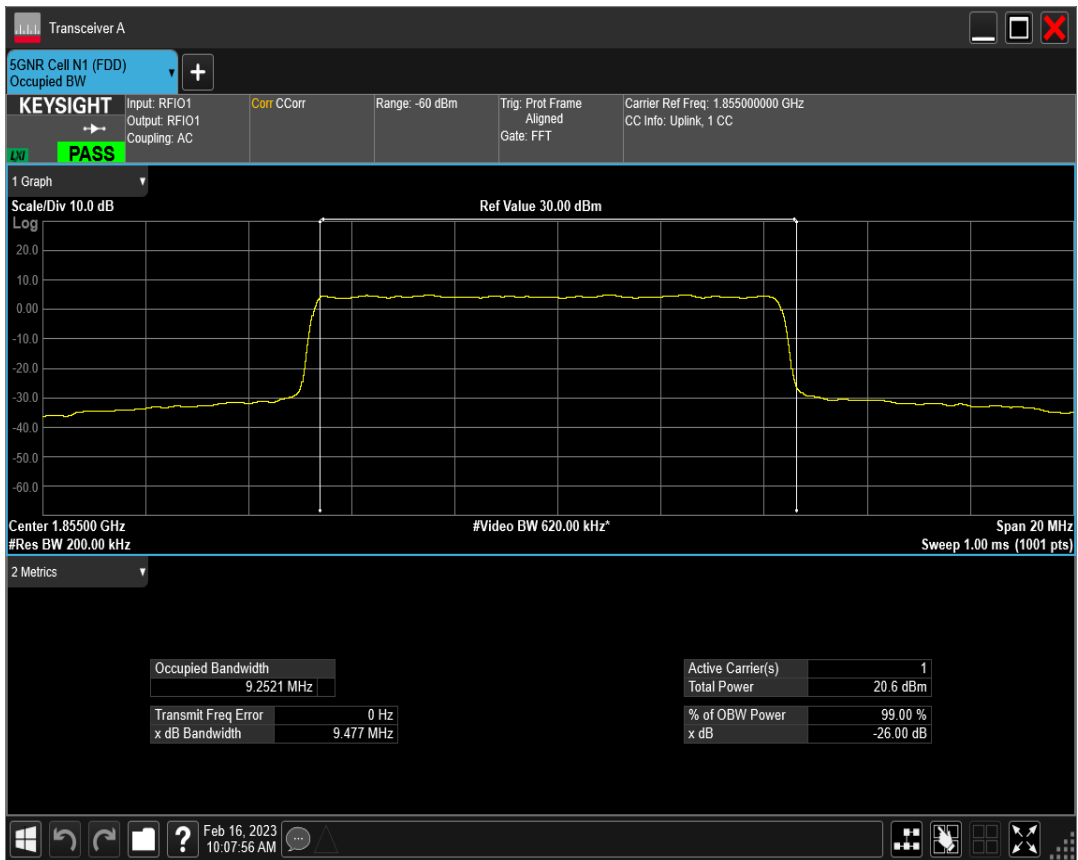 Transceiver A
5GNR Cell N1 (FDD)
Occupied BW
+
KEYSIGHT
LXI
PASS
Input: RFIO1
Output: RFIO1
Coupling: AC
Corr CCorr
Range: -60 dBm
Trig: Prot Frame
Aligned
Gate: FFT
Carrier Ref Freq: 1.855000000 GHz
CC Info: Uplink, 1 CC
1 Graph
Scale/Div 10.0 dB
Ref Value 30.00 dBm
Log
20.0
10.0
0.00
-10.0
-20.0
-30.0
-40.0
-50.0
-60.0
Center 1.85500 GHz
#Video BW 620.00 kHz*
Span 20 MHz
#Res BW 200.00 kHz
Sweep 1.00 ms (1001 pts)
2 Metrics
Occupied Bandwidth
9.2521 MHz
Transmit Freq Error 0 Hz
x dB Bandwidth 9.477 MHz
Active Carrier(s) 1
Total Power 20.6 dBm
% of OBW Power 99.00 %
x dB -26.00 dB
?
Feb 16, 2023
10:07:56 AM